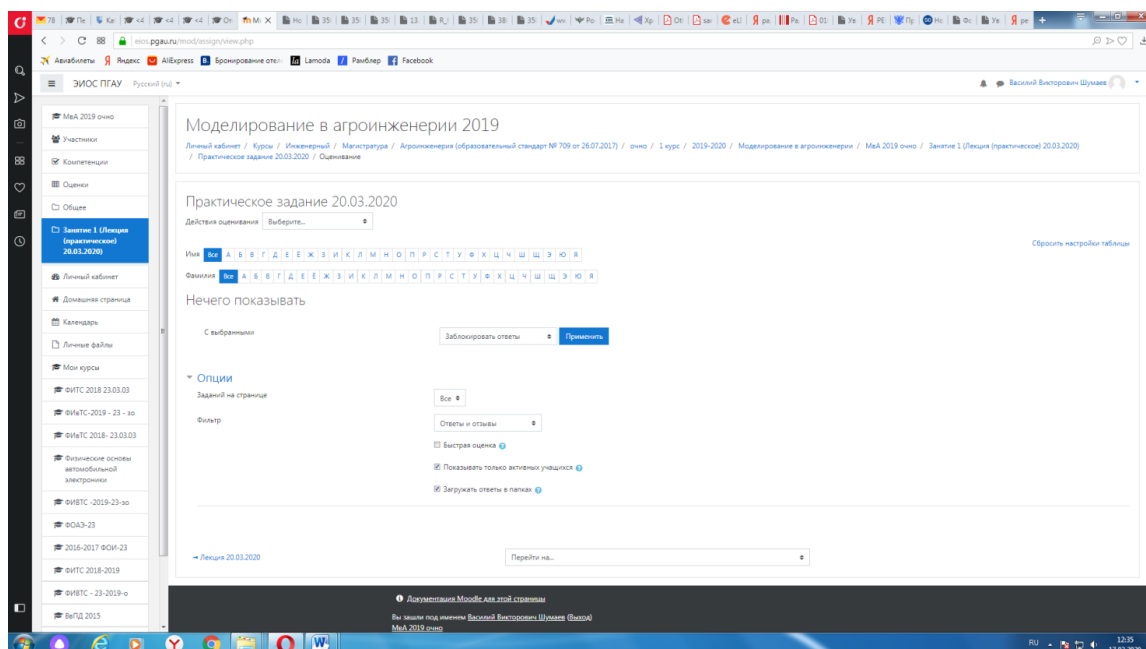 eios.pgau.ru/mod/assign/view.php
Авиабилеты Яндекс AliExpress Бронирование отел Lamoda Рамблер Facebook
ЭИОС ПГАУ Русский (ru)
Василий Викторович Шумаев
МвА 2019 очно
Участники
Компетенции
Оценки
Общее
Занятие 1 (Лекция
(практическое)
20.03.2020)
Личный кабинет
Домашняя страница
Календарь
Личные файлы
Мои курсы
ФИТС 2018 23.03.03
ФИвТС-2019 - 23 - зо
ФИвТС 2018- 23.03.03
Физические основы
автомобильной
электроники
ФИВТС -2019-23-зо
ФОАЭ-23
2016-2017 ФОИ-23
ФИТС 2018-2019
ФИВТС - 23-2019-о
ВеПД 2015
Моделирование в агроинженерии 2019
Личный кабинет / Курсы / Инженерный / Магистратура / Агроинженерия (образовательный стандарт № 709 от 26.07.2017) / очно / 1 курс / 2019-2020 / Моделирование в агроинженерии / МвА 2019 очно / Занятие 1 (Лекция (практическое) 20.03.2020)
/ Практическое задание 20.03.2020 / Оценивание
Практическое задание 20.03.2020
Действия оценивания Выберите...
Сбросить настройки таблицы
Имя Все А Б В Г Д Е Ё Ж З И К Л М Н О П Р С Т У Ф Х Ц Ч Ш Щ Э Ю Я
Фамилия Все А Б В Г Д Е Ё Ж З И К Л М Н О П Р С Т У Ф Х Ц Ч Ш Щ Э Ю Я
Нечего показывать
С выбранными Заблокировать ответы Применить
Опции
Заданий на странице Все
Фильтр Ответы и отзывы
Быстрая оценка
Показывать только активных учащихся
Загружать ответы в папках
Лекция 20.03.2020 Перейти на...
Документация Moodle для этой страницы
Вы зашли под именем Василий Викторович Шумаев (Выход)
МвА 2019 очно
RU 12:35